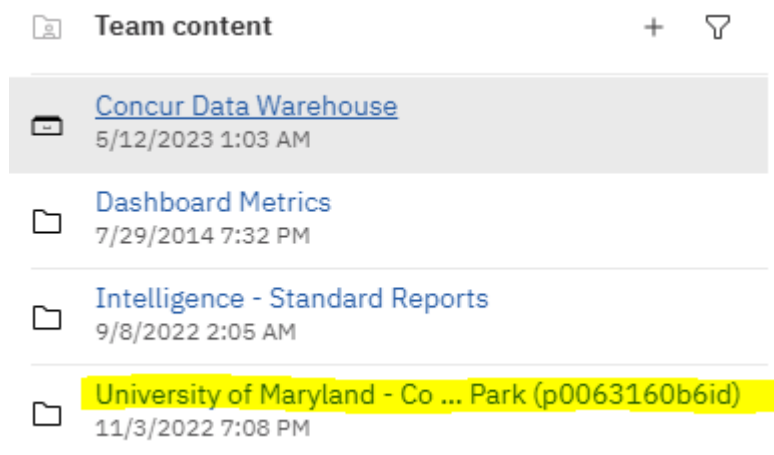 Team content
Concur Data Warehouse
5/12/2023 1:03 AM
Dashboard Metrics
7/29/2014 7:32 PM
Intelligence - Standard Reports
9/8/2022 2:05 AM
University of Maryland - Co ... Park (p0063160b6id)
11/3/2022 7:08 PM